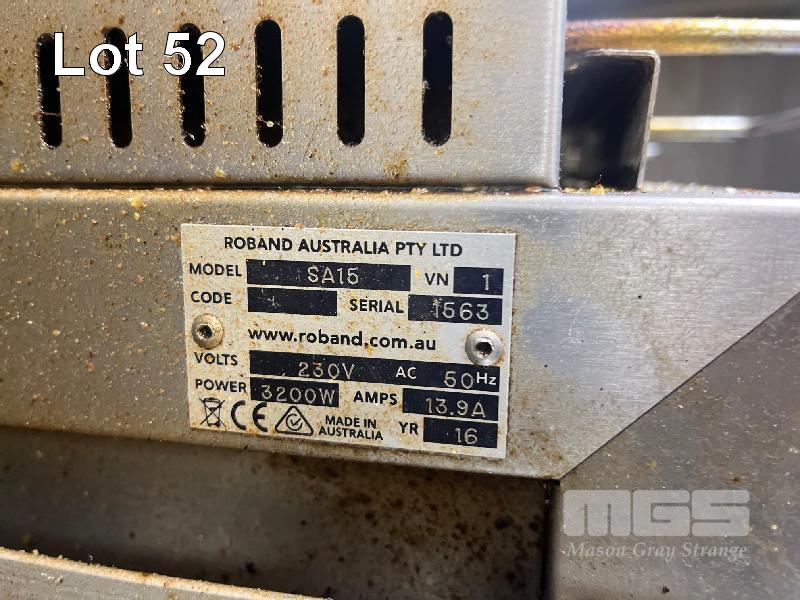 Lot 52
ROBAND AUSTRALIA PTY LTD
MODEL SA15 VN 1
CODE SERIAL 1563
www.roband.com.au
VOLTS 230V AC 50Hz
POWER 3200W AMPS 13.9A
CE MADE IN AUSTRALIA YR 16
MGS
Mason Gray Strange